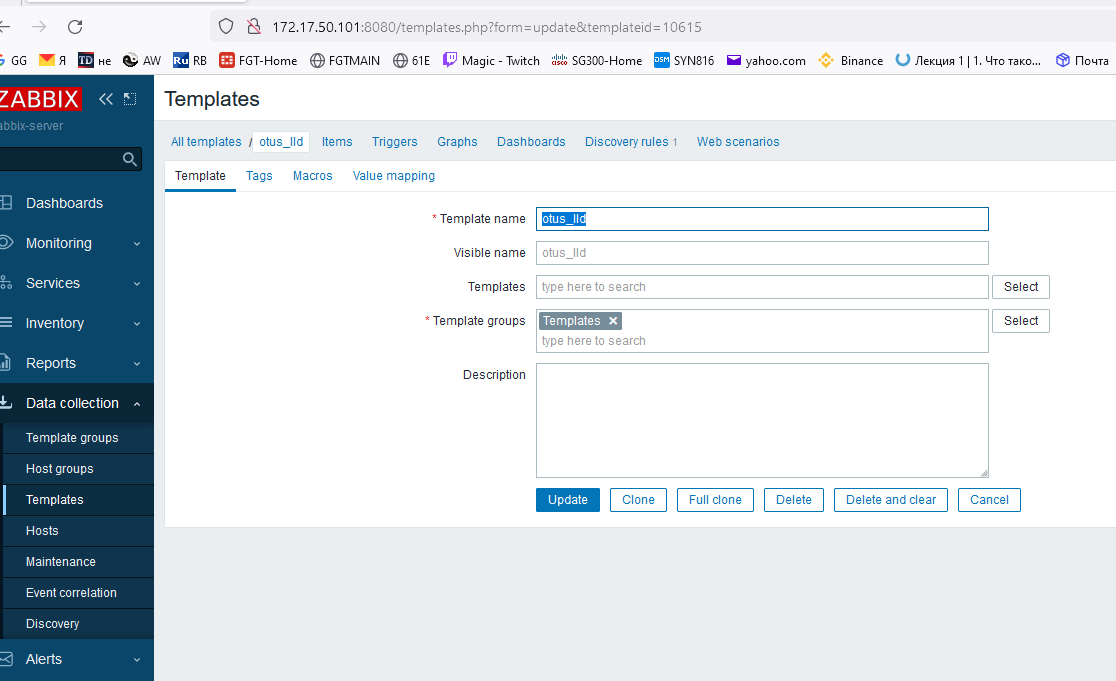 172.17.50.101:8080/templates.php?form=update&templateid=10615
GG Я не AW RB FGT-Home FGTMAIN 61E Magic - Twitch SG300-Home SYN816 yahoo.com Binance Лекция 1 | 1. Что тако... Почта
ZABBIX
abbix-server
Dashboards
Monitoring
Services
Inventory
Reports
Data collection
Template groups
Host groups
Templates
Hosts
Maintenance
Event correlation
Discovery
Alerts
Templates
All templates / otus_lld Items Triggers Graphs Dashboards Discovery rules 1 Web scenarios
Template Tags Macros Value mapping
* Template name otus_lld
Visible name otus_lld
Templates type here to search Select
* Template groups Templates Select
type here to search
Description
Update Clone Full clone Delete Delete and clear Cancel